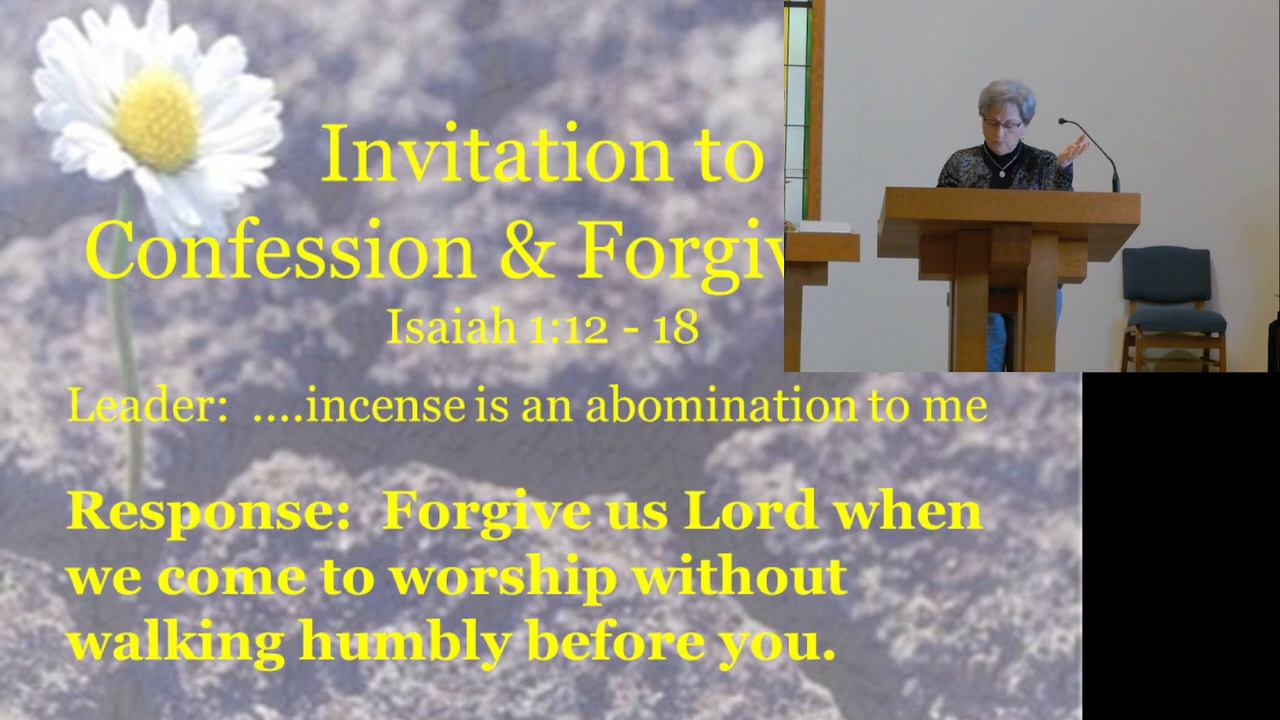 Invitation to
Confession & Forgiv
Isaiah 1:12 - 18
Leader: ....incense is an abomination to me
Response: Forgive us Lord when
we come to worship without
walking humbly before you.